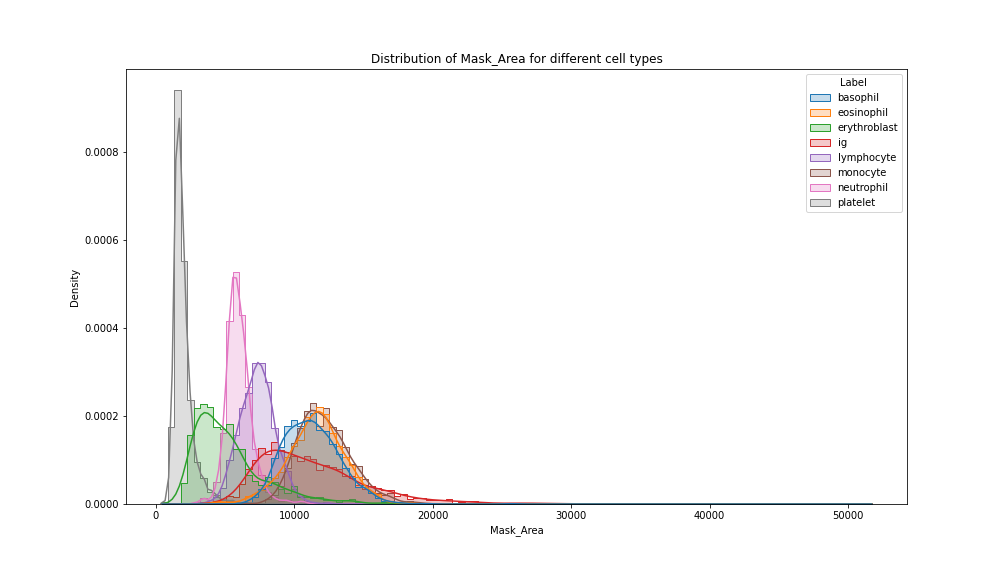 Distribution of Mask_Area for different cell types
Label
basophil
eosinophil
erythroblast
ig
lymphocyte
monocyte
neutrophil
platelet
Density
0.0008
0.0006
0.0004
0.0002
0.0000
0 10000 20000 30000 40000 50000
Mask_Area